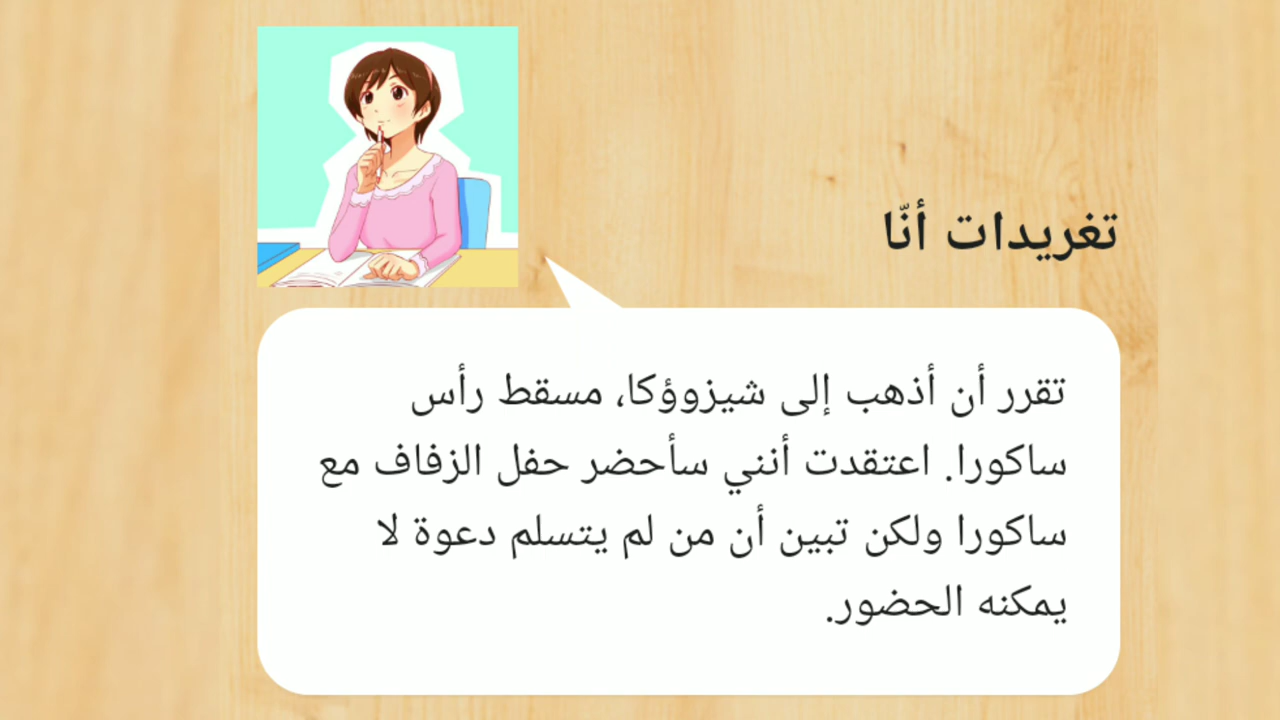 تغريدات أنّا
تقرر أن أذهب إلى شيزوؤكا، مسقط رأس
ساكورا. اعتقدت أنني سأحضر حفل الزفاف مع
ساكورا ولكن تبين أن من لم يتسلم دعوة لا
يمكنه الحضور.